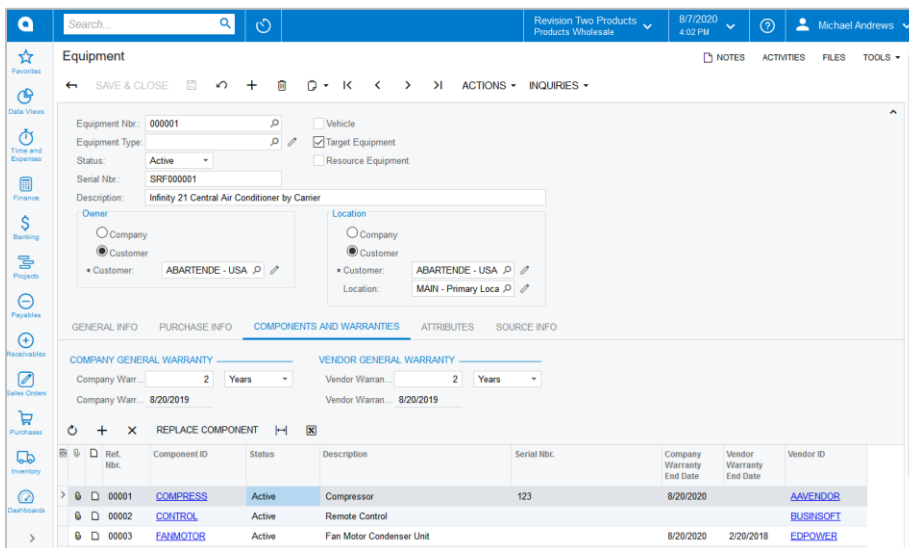 Search...
Revision Two Products
Products Wholesale
8/7/2020
4:02 PM
Michael Andrews
Favorites
Data Views
Time and
Expenses
Finance
Banking
Projects
Payables
Receivables
Sales Orders
Purchases
Inventory
Dashboards
Equipment
NOTES ACTIVITIES FILES TOOLS
SAVE & CLOSE ACTIONS INQUIRIES
Equipment Nbr.: 000001 Vehicle
Equipment Type: Target Equipment
Status: Active Resource Equipment
Serial Nbr.: SRF000001
Description: Infinity 21 Central Air Conditioner by Carrier
Owner Location
Company Company
Customer Customer
* Customer: ABARTENDE - USA * Customer: ABARTENDE - USA
Location: MAIN - Primary Loca
GENERAL INFO PURCHASE INFO COMPONENTS AND WARRANTIES ATTRIBUTES SOURCE INFO
COMPANY GENERAL WARRANTY VENDOR GENERAL WARRANTY
Company Warr... 2 Years Vendor Warran... 2 Years
Company Warr... 8/20/2019 Vendor Warran... 8/20/2019
REPLACE COMPONENT
Ref. Nbr. Component ID Status Description Serial Nbr. Company Warranty End Date Vendor Warranty End Date Vendor ID
00001 COMPRESS Active Compressor 123 8/20/2020 AAVENDOR
00002 CONTROL Active Remote Control BUSINSOFT
00003 FANMOTOR Active Fan Motor Condenser Unit 8/20/2020 2/20/2018 EDPOWER